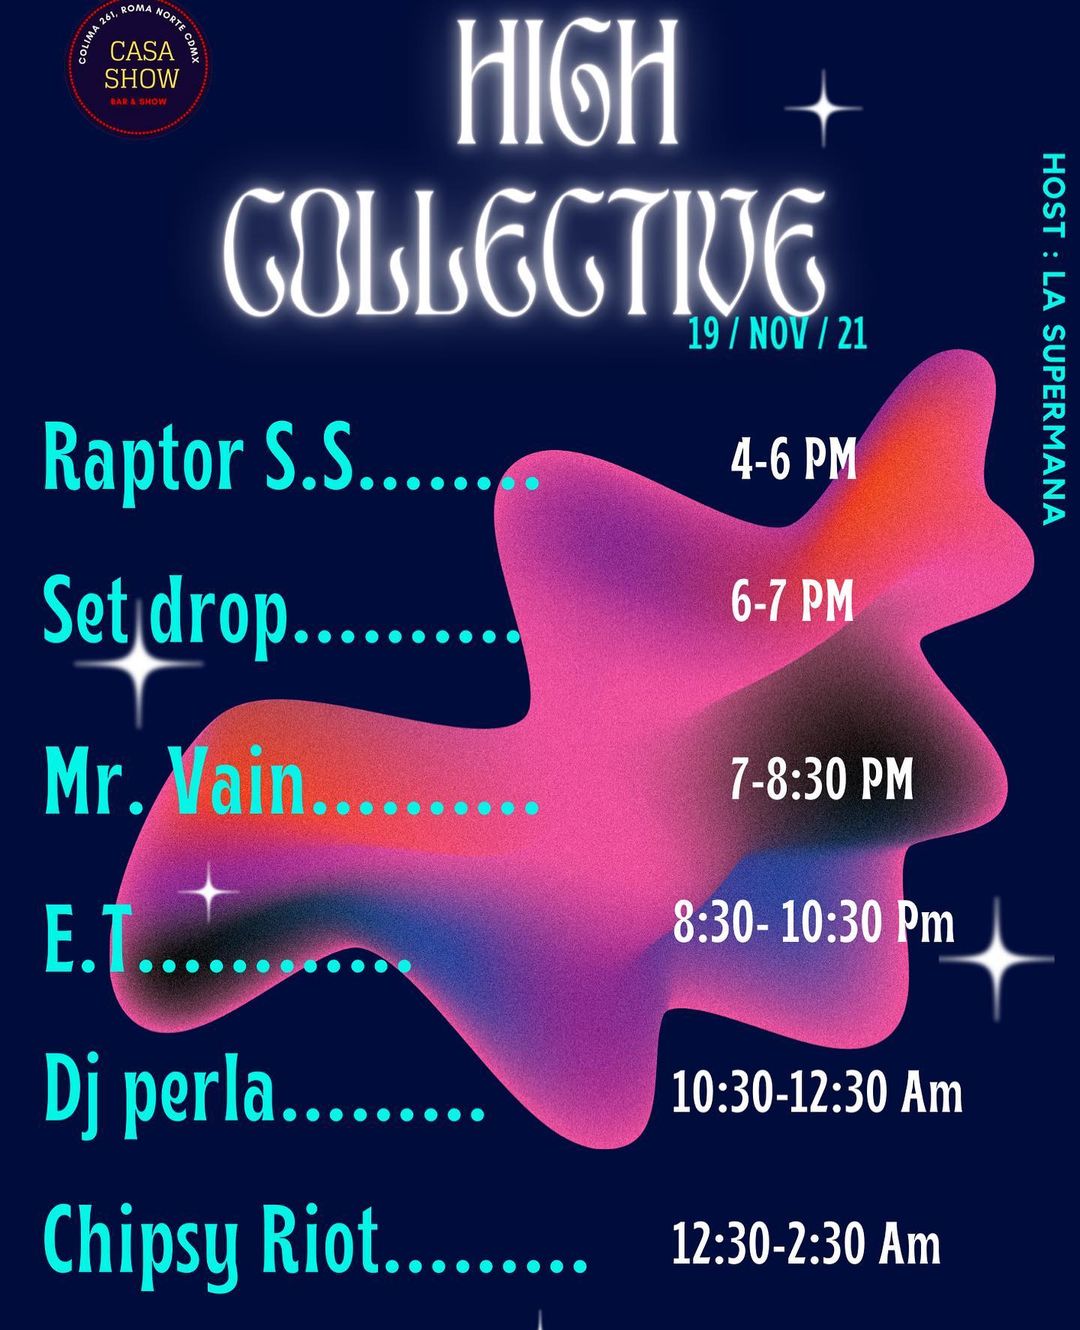 COLIMA 261, ROMA NORTE CDMX
CASA
SHOW
BAR & SHOW
HIGH
COLLECTIVE
19 / NOV / 21
HOST : LA SUPERMANA
Raptor S.S........ 4-6 PM
Set drop.......... 6-7 PM
Mr. Vain.......... 7-8:30 PM
E.T............ 8:30- 10:30 Pm
Dj perla......... 10:30-12:30 Am
Chipsy Riot......... 12:30-2:30 Am